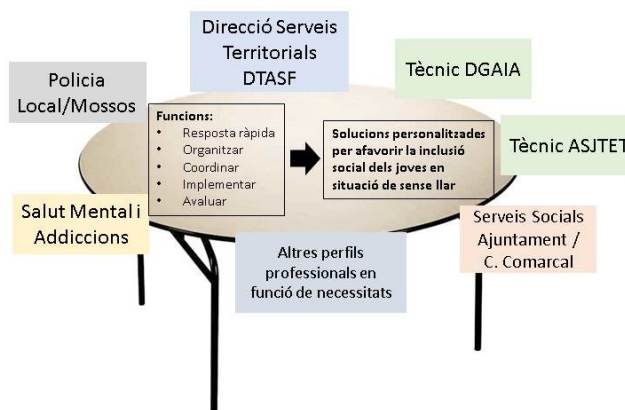 Direcció Serveis
Territorials
DTASF
Tècnic DGAIA
Policia
Local/Mossos
Funcions:
• Resposta ràpida
• Organitzar
• Coordinar
• Implementar
• Avaluar
Solucions personalitzades
per afavorir la inclusió
social dels joves en
situació de sense llar
Tècnic ASJTET
Salut Mental i
Addiccions
Altres perfils
professionals en
funció de necessitats
Serveis Socials
Ajuntament /
C. Comarcal